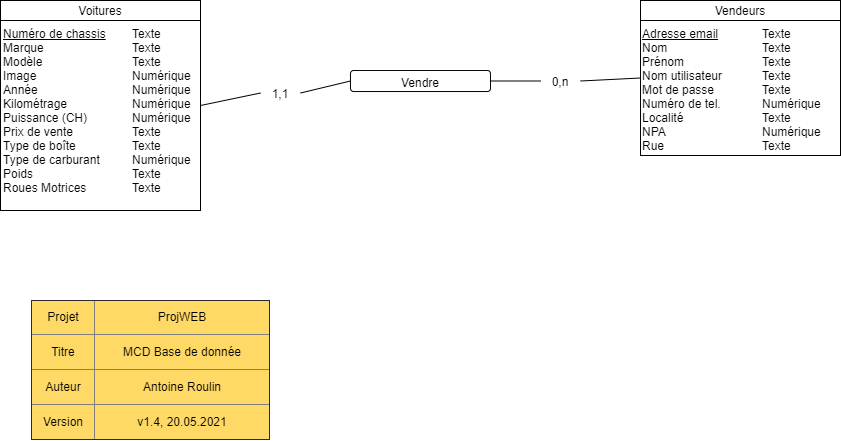 Voitures
Numéro de chassis Texte
Marque Texte
Modèle Texte
Image Numérique
Année Numérique
Kilométrage Numérique
Puissance (CH) Numérique
Prix de vente Texte
Type de boîte Texte
Type de carburant Numérique
Poids Texte
Roues Motrices Texte
1,1
Vendre
0,n
Vendeurs
Adresse email Texte
Nom Texte
Prénom Texte
Nom utilisateur Texte
Mot de passe Texte
Numéro de tel. Numérique
Localité Texte
NPA Numérique
Rue Texte
Projet ProjWEB
Titre MCD Base de donnée
Auteur Antoine Roulin
Version v1.4, 20.05.2021